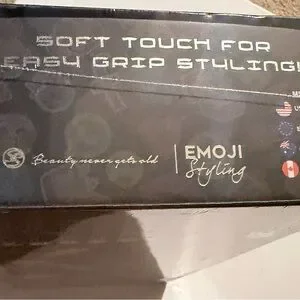 SOFT TOUCH FOR
EASY GRIP STYLING!
Beauty never gets old
EMOJI
Styling